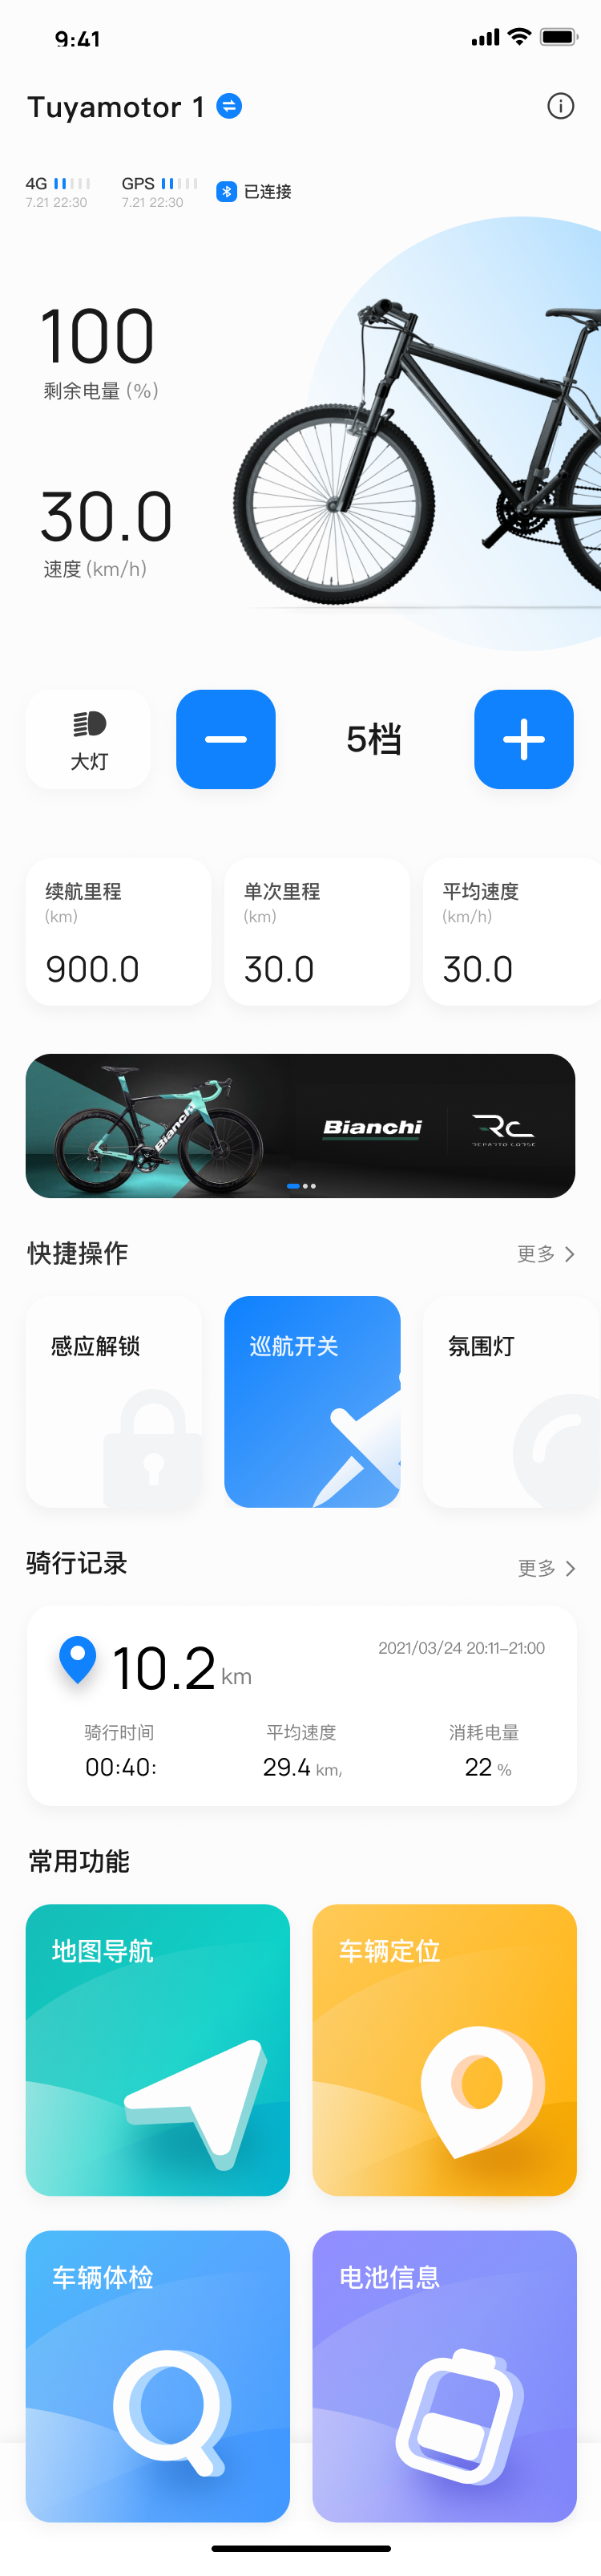 9:41
Tuyamotor 1
4G
7.21 22:30
GPS
7.21 22:30
已连接
100
剩余电量 (%)
30.0
速度 (km/h)
大灯
5档
续航里程
(km)
900.0
单次里程
(km)
30.0
平均速度
(km/h)
30.0
Bianchi
Bianchi
RC
REPARTO CORSE
快捷操作
更多
感应解锁
巡航开关
氛围灯
骑行记录
更多
10.2 km
2021/03/24 20:11-21:00
骑行时间
00:40:
平均速度
29.4 km/
消耗电量
22 %
常用功能
地图导航
车辆定位
车辆体检
电池信息